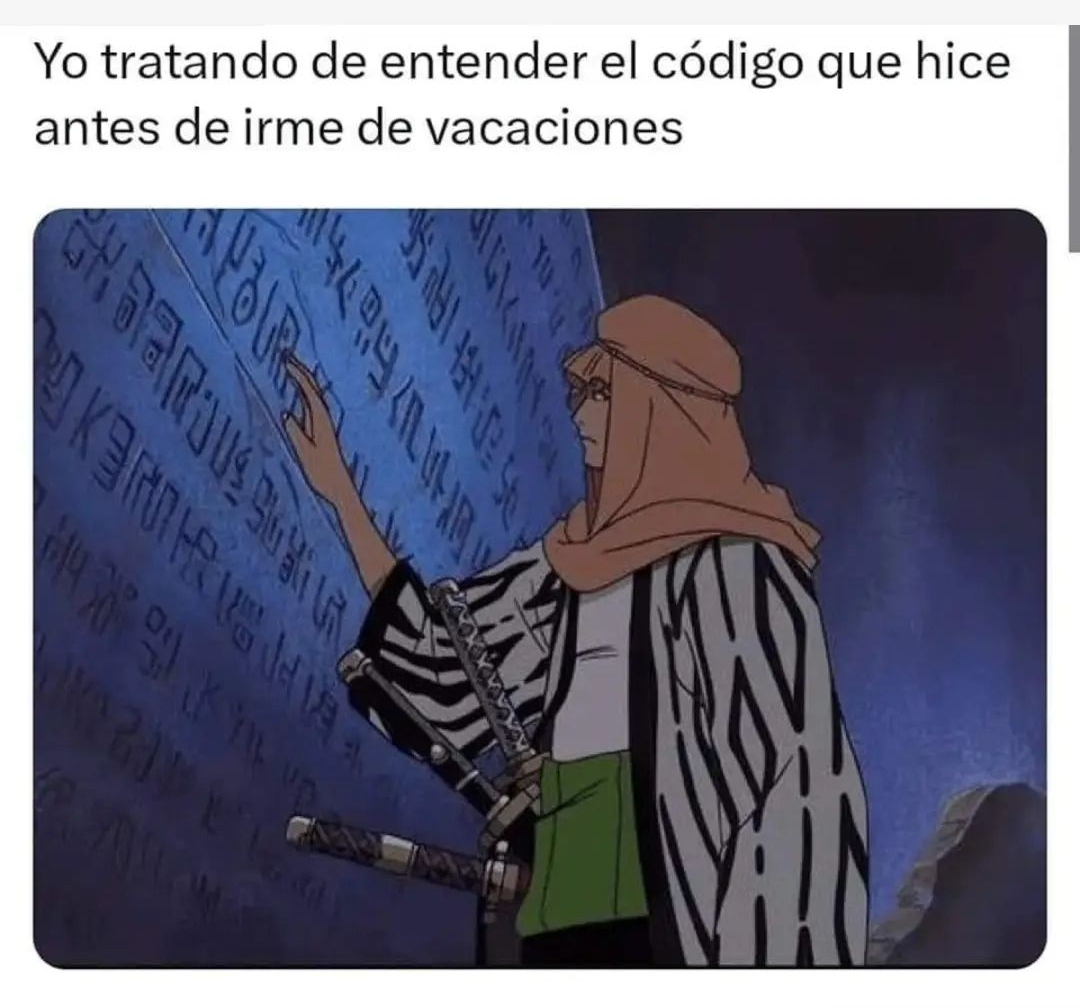 Yo tratando de entender el código que hice
antes de irme de vacaciones